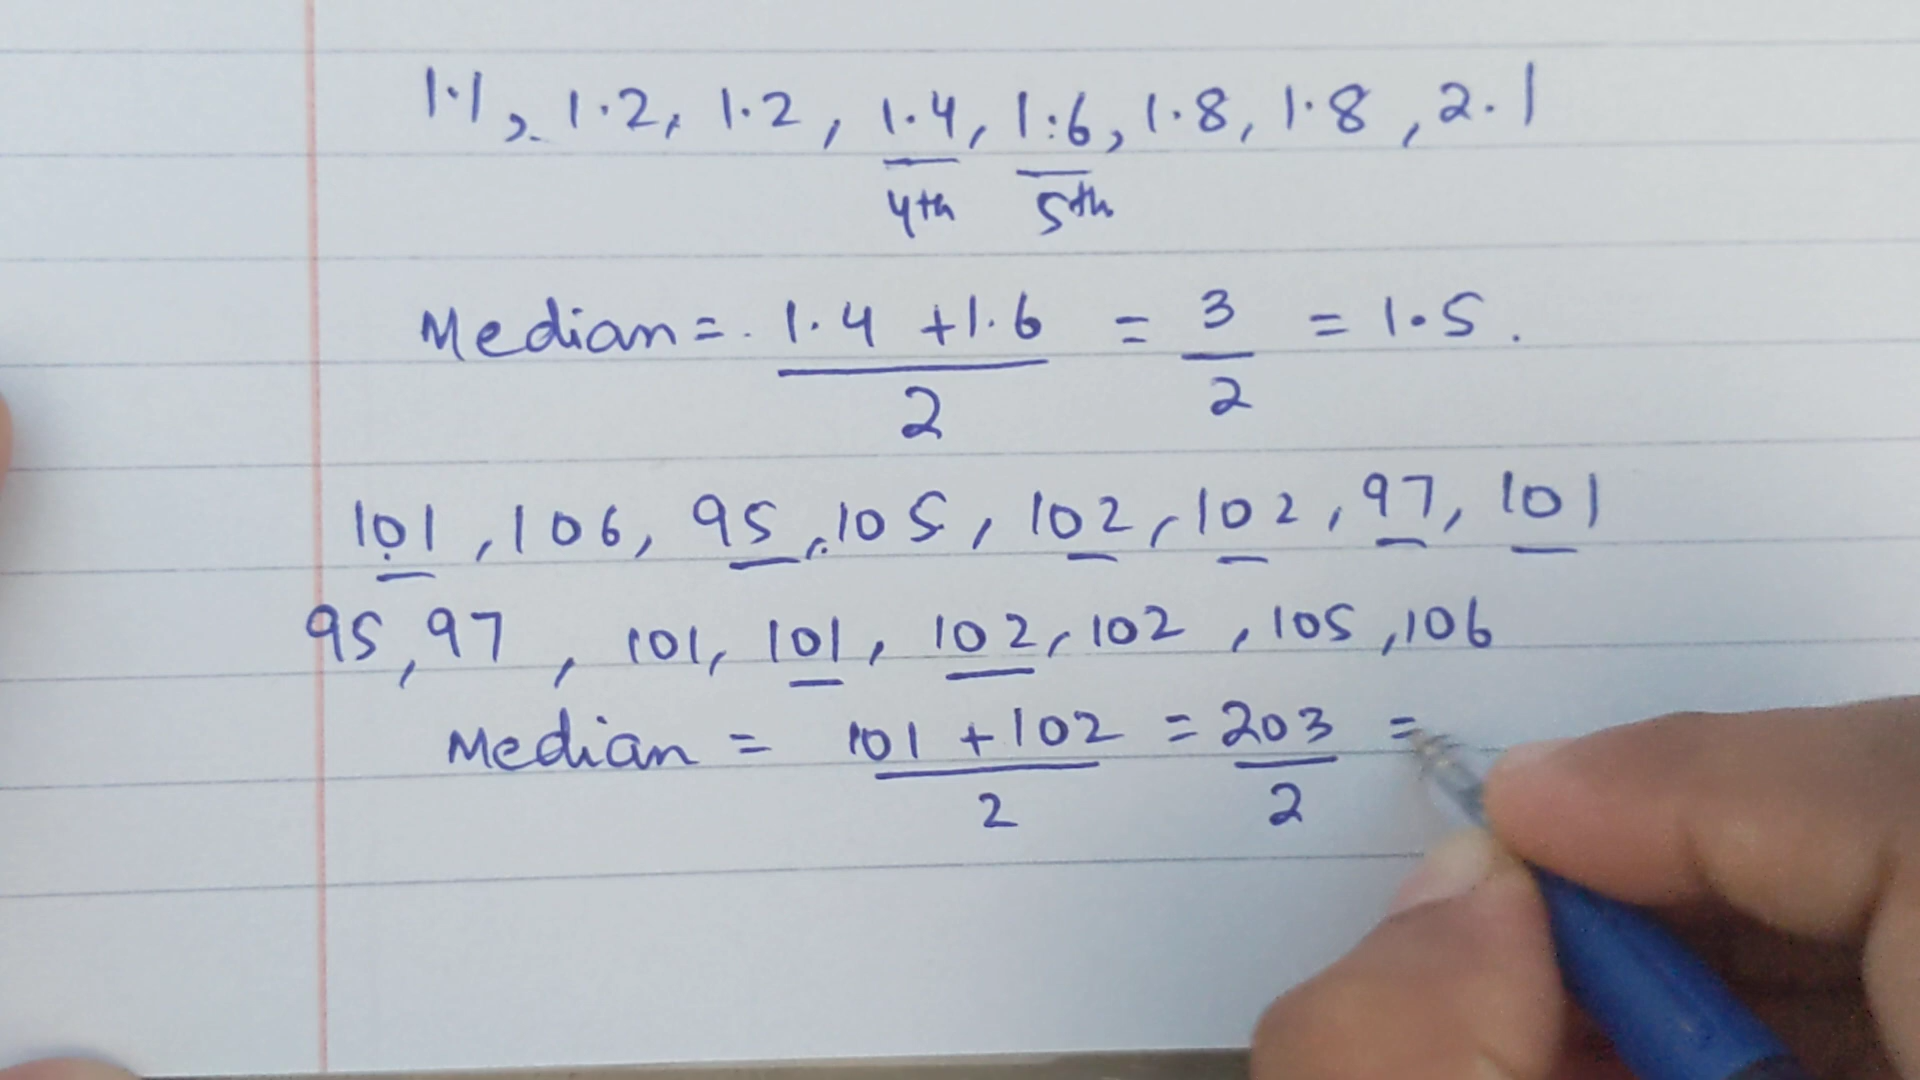 1.1, 1.2, 1.2, 1.4, 1.6, 1.8, 1.8, 2.1
4th 5th
Median = 1.4 + 1.6 = 3 = 1.5.
2 2
101, 106, 95, 105, 102, 102, 97, 101
95, 97, 101, 101, 102, 102, 105, 106
Median = 101 + 102 = 203 =
2 2